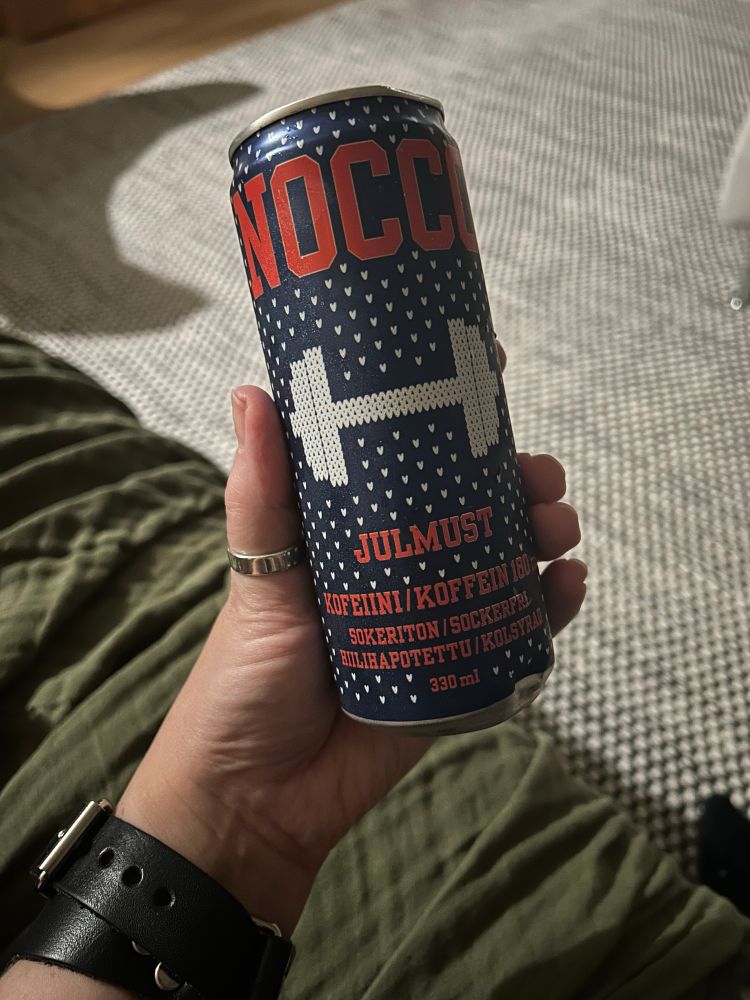 NOCCO
JULMUST
KOFEIINI/KOFFEIN 180
SOKERITON/SOCKERFRI
HIILIHAPOTETTU/KOLSYRAD
330 ml